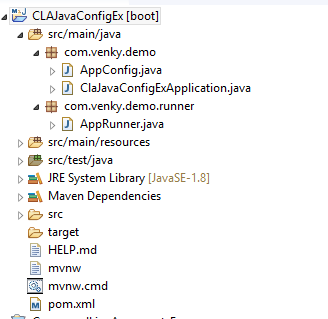 CLAJavaConfigEx [boot]
src/main/java
com.venky.demo
AppConfig.java
ClaJavaConfigExApplication.java
com.venky.demo.runner
AppRunner.java
src/main/resources
src/test/java
JRE System Library [JavaSE-1.8]
Maven Dependencies
src
target
HELP.md
mvnw
mvnw.cmd
pom.xml